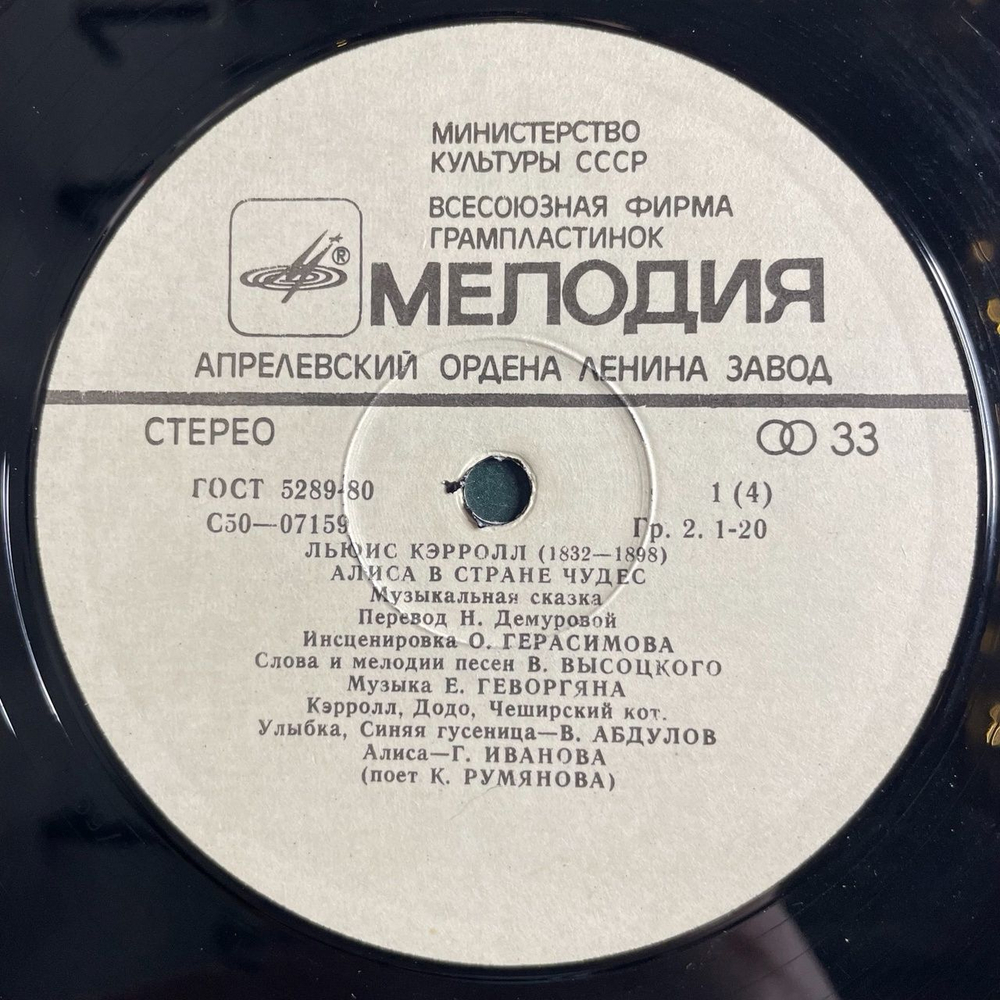 МИНИСТЕРСТВО
КУЛЬТУРЫ СССР
ВСЕСОЮЗНАЯ ФИРМА
ГРАМПЛАСТИНОК
®
МЕЛОДИЯ
АПРЕЛЕВСКИЙ ОРДЕНА ЛЕНИНА ЗАВОД
СТЕРЕО 33
ГОСТ 5289-80 1 (4)
С50—07159 Гр. 2. 1-20
ЛЬЮИС КЭРРОЛЛ (1832—1898)
АЛИСА В СТРАНЕ ЧУДЕС
Музыкальная сказка
Перевод Н. Демуровой
Инсценировка О. ГЕРАСИМОВА
Слова и мелодии песен В. ВЫСОЦКОГО
Музыка Е. ГЕВОРГЯНА
Кэрролл, Додо, Чеширский кот.
Улыбка, Синяя гусеница—В. АБДУЛОВ
Алиса—Г. ИВАНОВА
(поет К. РУМЯНОВА)